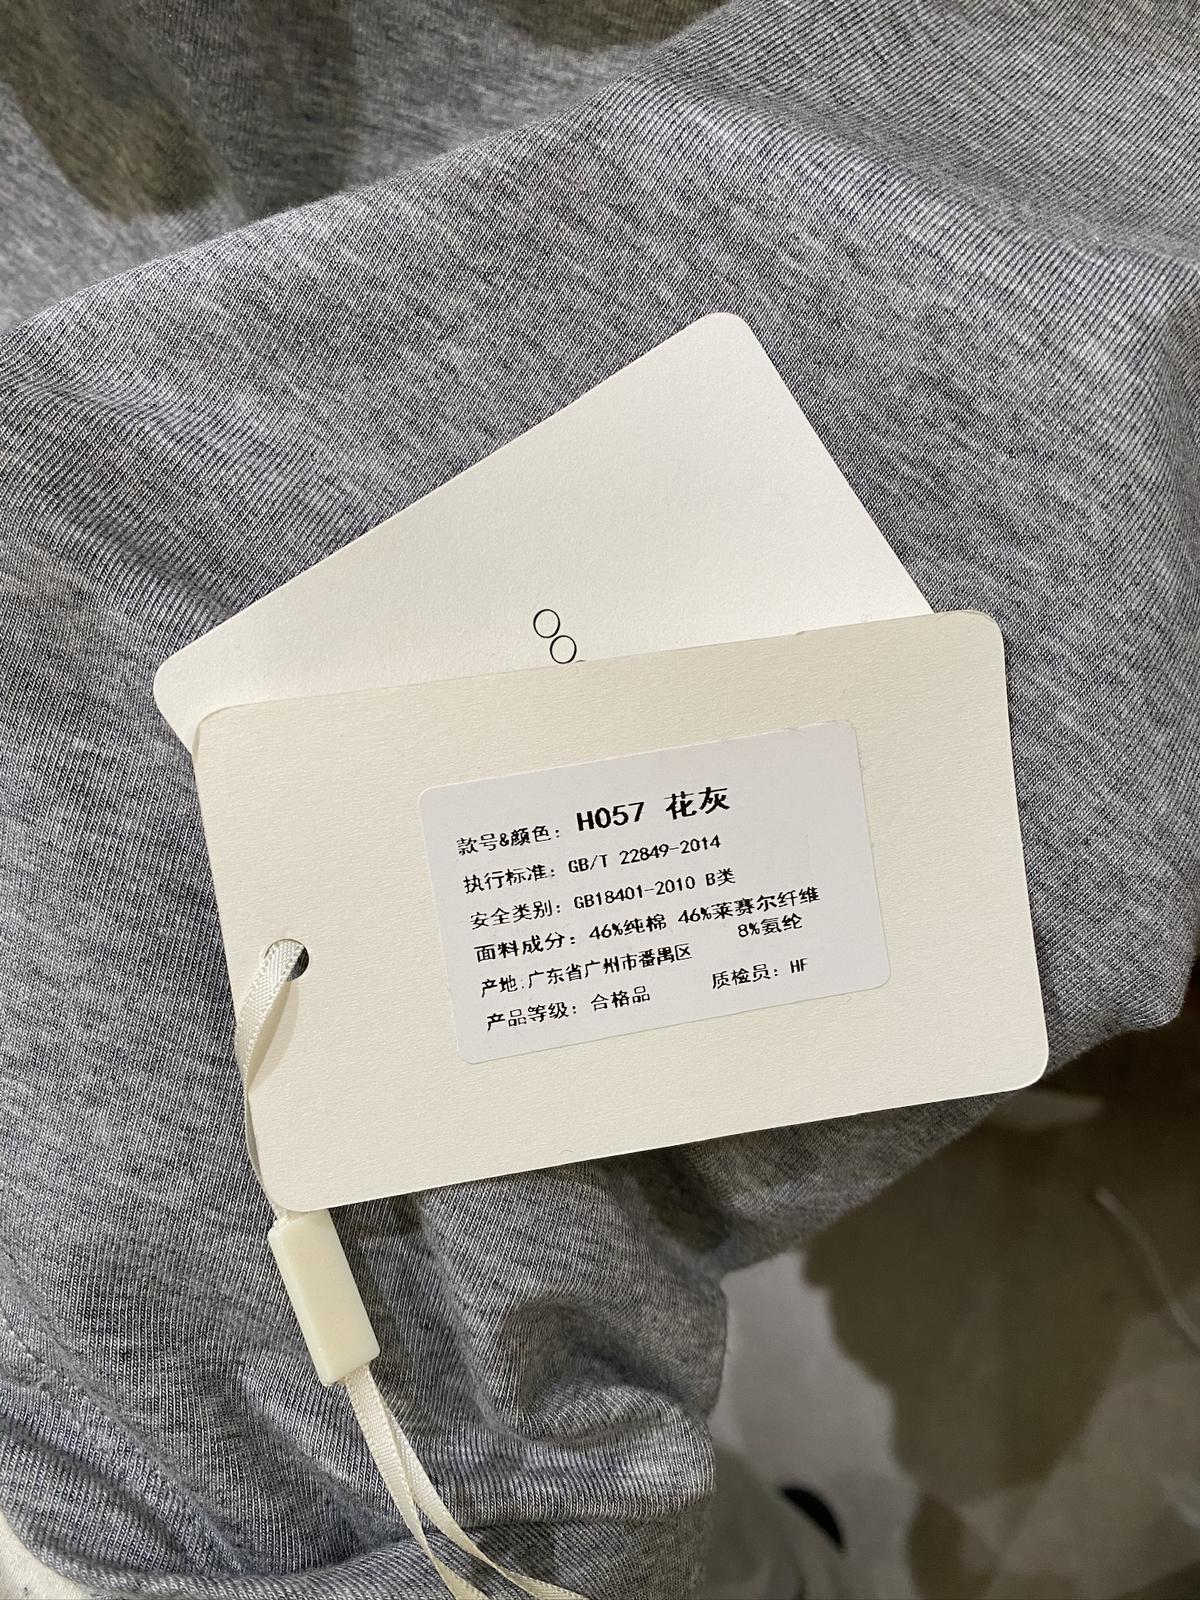 款号&颜色: H057 花灰
执行标准: GB/T 22849-2014
安全类别: GB18401-2010 B类
面料成分: 46%纯棉 46%莱赛尔纤维
8%氨纶
产地:广东省广州市番禺区
产品等级: 合格品 质检员: HF